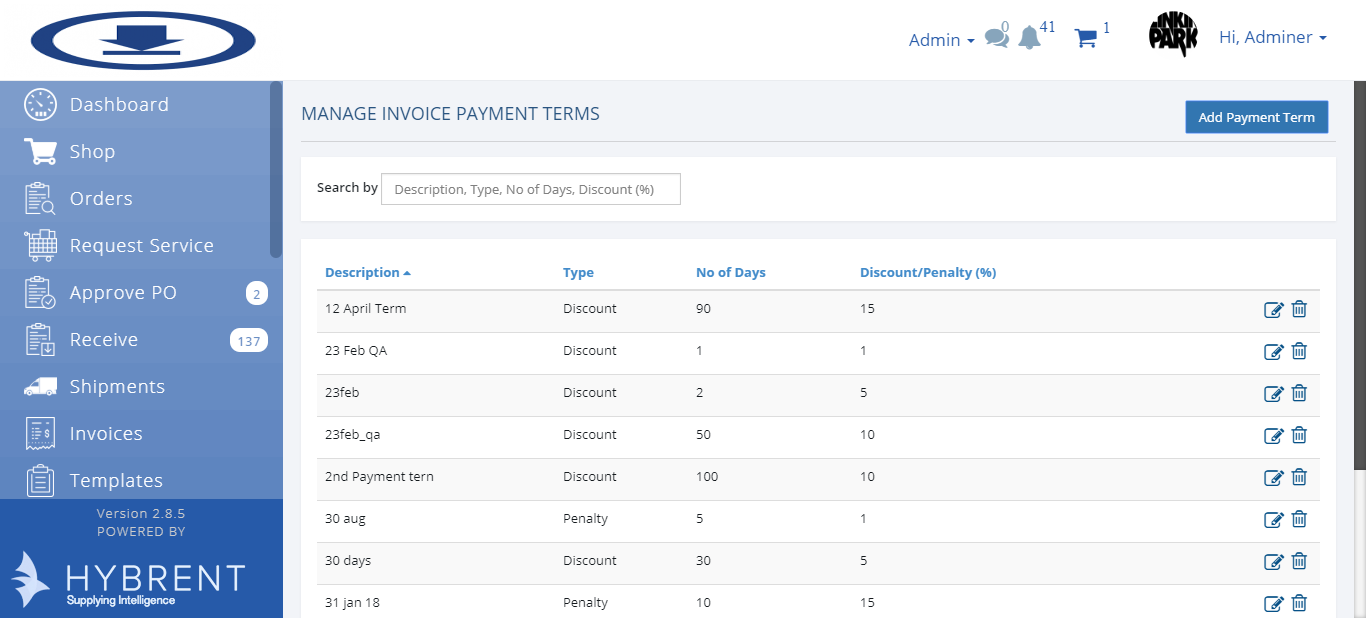 Admin 0 41 1 LINKIN PARK Hi, Adminer
Dashboard
Shop
Orders
Request Service
Approve PO 2
Receive 137
Shipments
Invoices
Templates
Version 2.8.5
POWERED BY
HYBRENT
Supplying Intelligence
MANAGE INVOICE PAYMENT TERMS
Add Payment Term
Search by Description, Type, No of Days, Discount (%)
Description Type No of Days Discount/Penalty (%)
12 April Term Discount 90 15
23 Feb QA Discount 1 1
23feb Discount 2 5
23feb_qa Discount 50 10
2nd Payment tern Discount 100 10
30 aug Penalty 5 1
30 days Discount 30 5
31 jan 18 Penalty 10 15